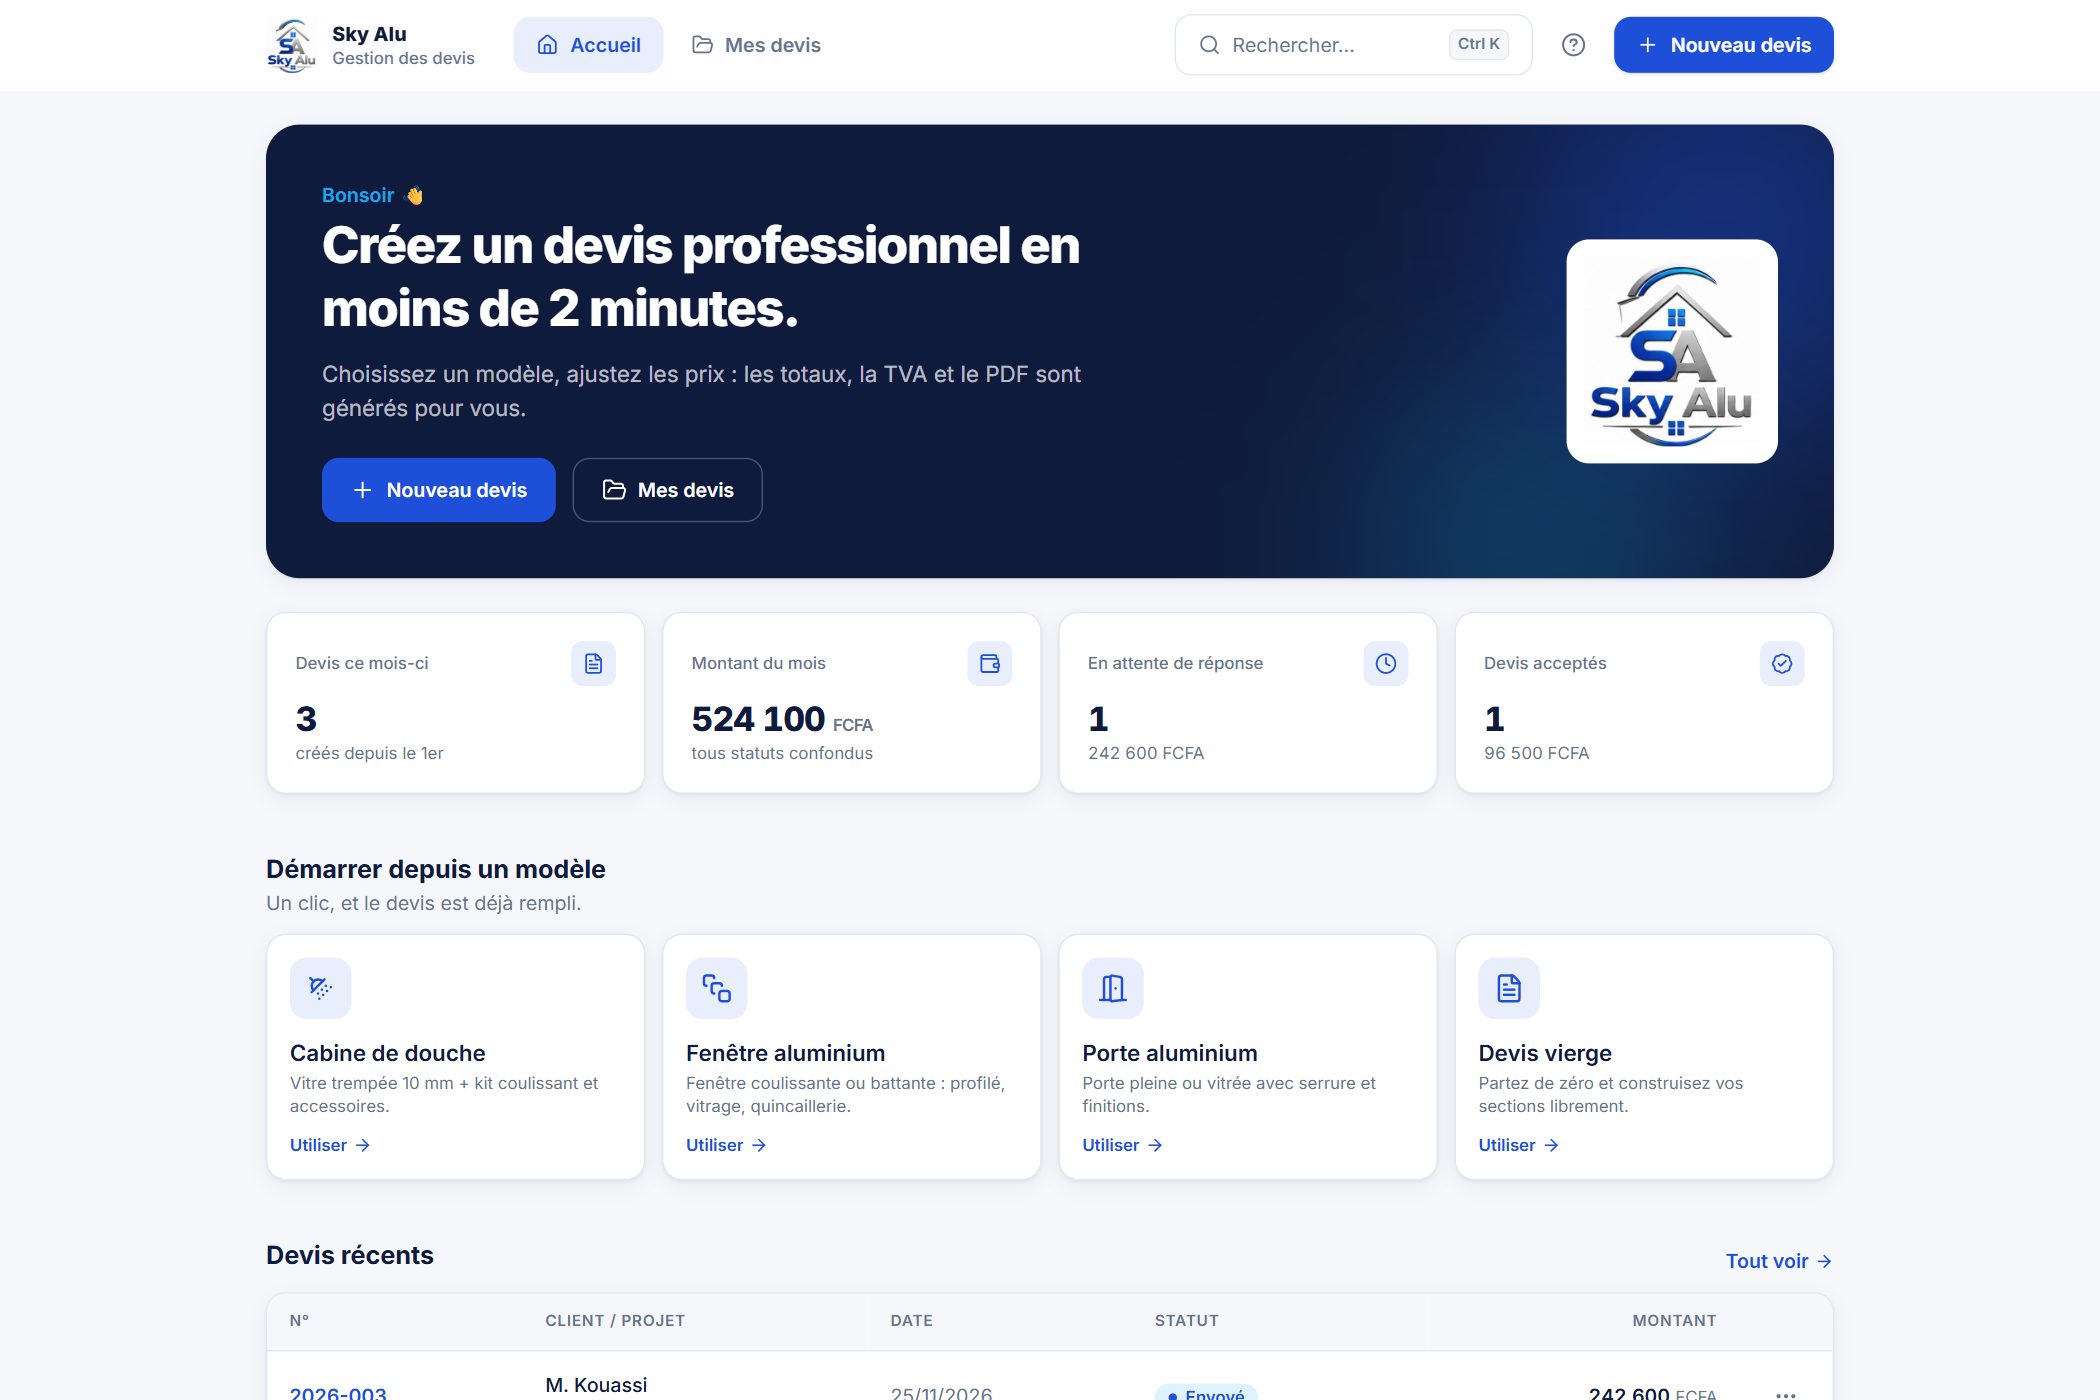 Sky Alu
Gestion des devis
Accueil
Mes devis
Rechercher...
Ctrl K
Nouveau devis
Bonsoir 👋
Créez un devis professionnel en
moins de 2 minutes.
Choisissez un modèle, ajustez les prix : les totaux, la TVA et le PDF sont
générés pour vous.
Nouveau devis
Mes devis
SA
Sky Alu
Devis ce mois-ci
3
créés depuis le 1er
Montant du mois
524 100 FCFA
tous statuts confondus
En attente de réponse
1
242 600 FCFA
Devis acceptés
1
96 500 FCFA
Démarrer depuis un modèle
Un clic, et le devis est déjà rempli.
Cabine de douche
Vitre trempée 10 mm + kit coulissant et
accessoires.
Utiliser →
Fenêtre aluminium
Fenêtre coulissante ou battante : profilé,
vitrage, quincaillerie.
Utiliser →
Porte aluminium
Porte pleine ou vitrée avec serrure et
finitions.
Utiliser →
Devis vierge
Partez de zéro et construisez vos
sections librement.
Utiliser →
Devis récents
Tout voir →
N° CLIENT / PROJET DATE STATUT MONTANT
M. Kouassi
2026-003 25/11/2026 Envoyé 242 600 FCFA